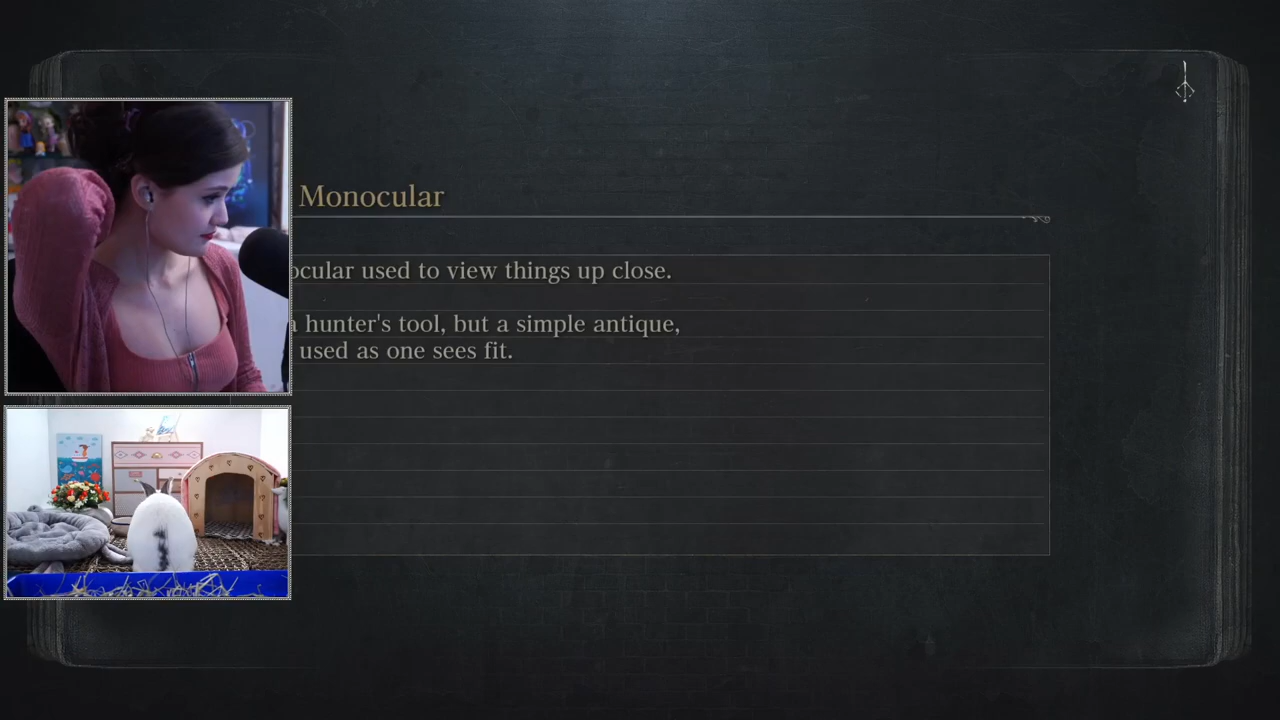 Monocular
ocular used to view things up close.
a hunter's tool, but a simple antique,
used as one sees fit.